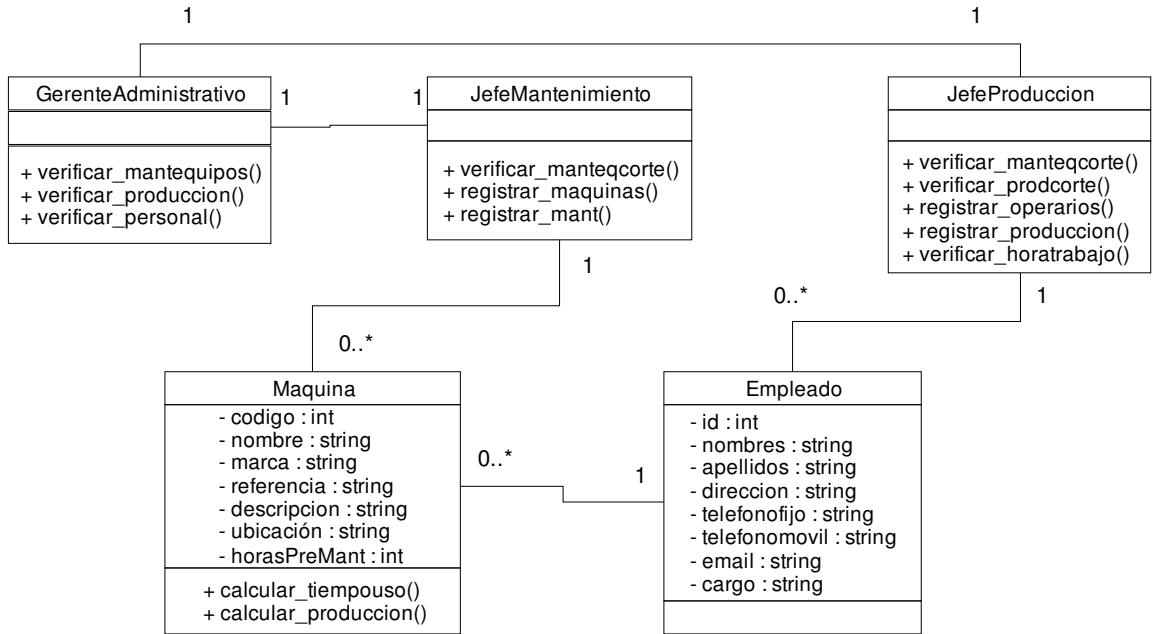 1
1
GerenteAdministrativo
+ verificar_mantequipos()
+ verificar_produccion()
+ verificar_personal()
1
1
JefeMantenimiento
+ verificar_manteqcorte()
+ registrar_maquinas()
+ registrar_mant()
JefeProduccion
+ verificar_manteqcorte()
+ verificar_prodcorte()
+ registrar_operarios()
+ registrar_produccion()
+ verificar_horatrabajo()
1
0..*
0..*
1
Maquina
- codigo : int
- nombre : string
- marca : string
- referencia : string
- descripcion : string
- ubicación : string
- horasPreMant : int
+ calcular_tiempouso()
+ calcular_produccion()
0..*
1
Empleado
- id : int
- nombres : string
- apellidos : string
- direccion : string
- telefonofijo : string
- telefonomovil : string
- email : string
- cargo : string